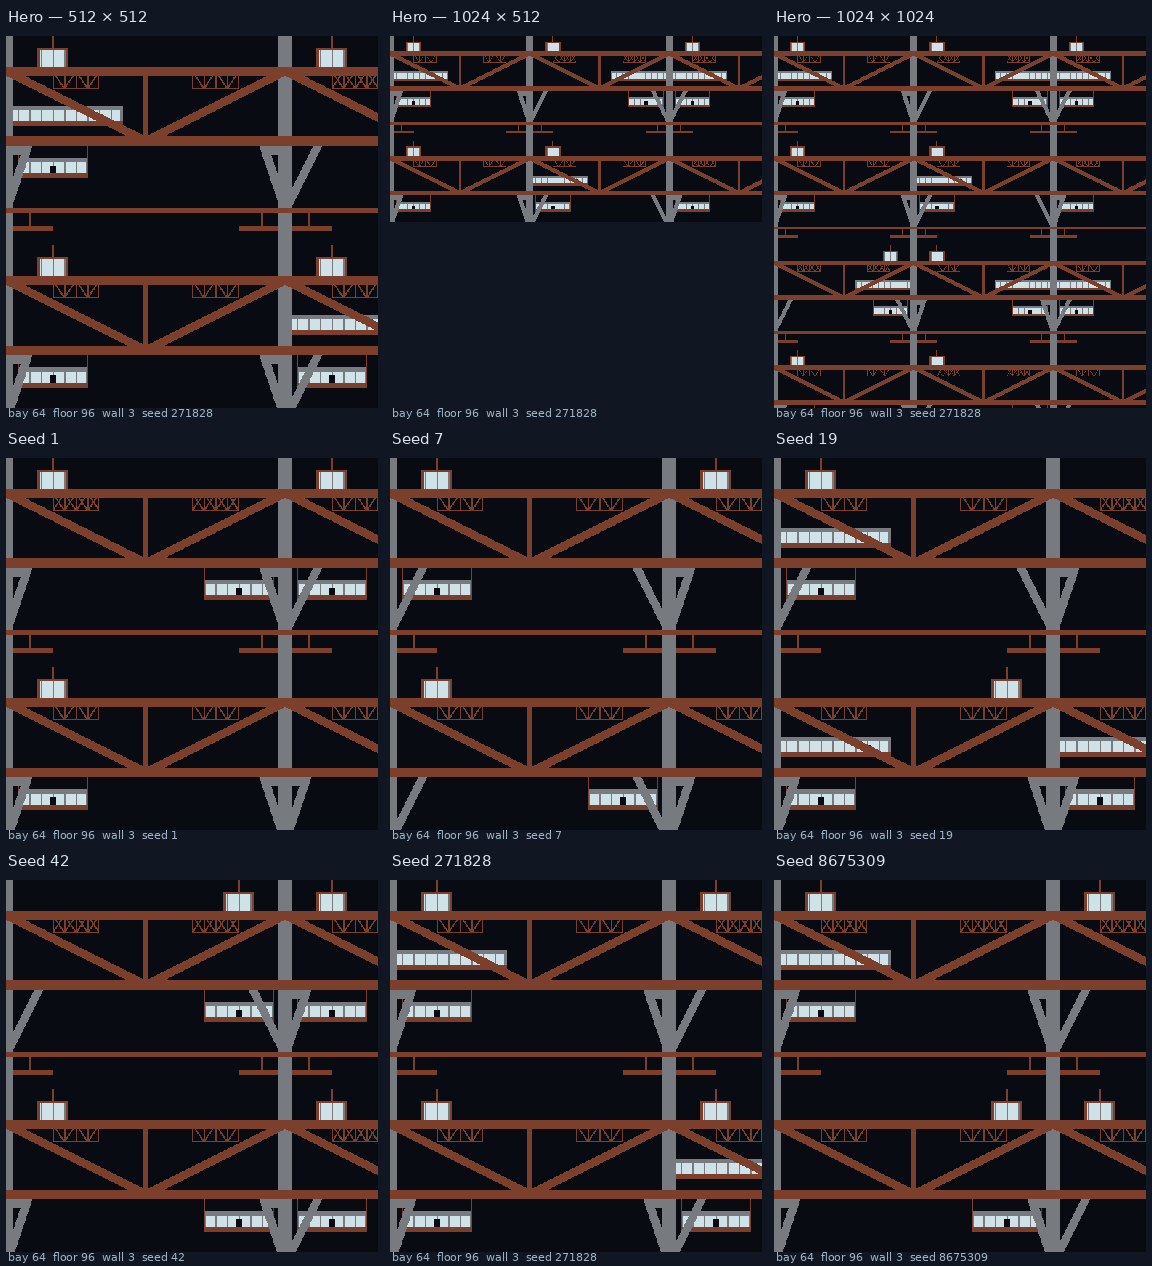 Hero — 512 × 512
Hero — 1024 × 512
Hero — 1024 × 1024
bay 64 floor 96 wall 3 seed 271828
bay 64 floor 96 wall 3 seed 271828
bay 64 floor 96 wall 3 seed 271828
Seed 1
Seed 7
Seed 19
bay 64 floor 96 wall 3 seed 1
bay 64 floor 96 wall 3 seed 7
bay 64 floor 96 wall 3 seed 19
Seed 42
Seed 271828
Seed 8675309
bay 64 floor 96 wall 3 seed 42
bay 64 floor 96 wall 3 seed 271828
bay 64 floor 96 wall 3 seed 8675309